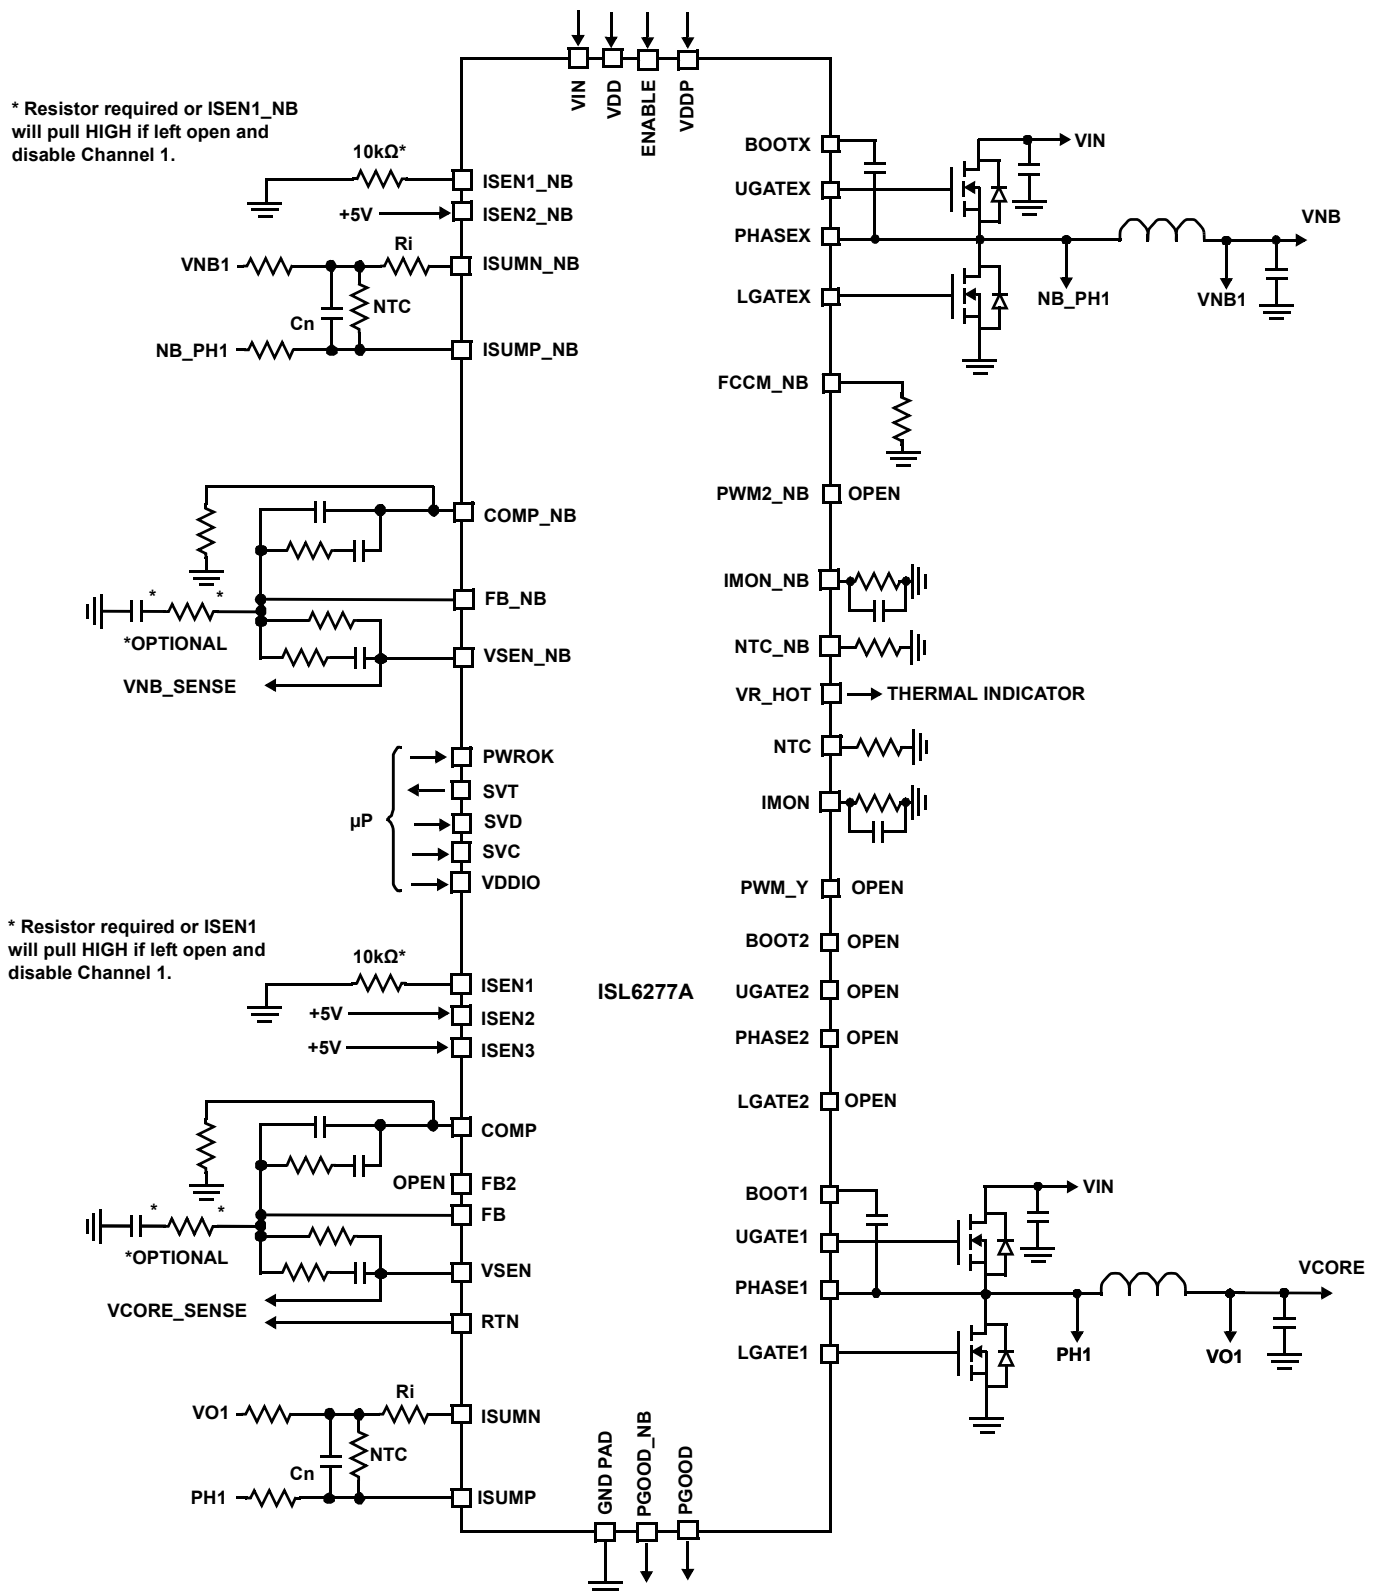 VIN
VDD
ENABLE
VDDP
* Resistor required or ISEN1_NB
will pull HIGH if left open and
disable Channel 1.
10kΩ*
ISEN1_NB
+5V
ISEN2_NB
VNB1
Ri
ISUMN_NB
Cn
NTC
NB_PH1
ISUMP_NB
COMP_NB
FB_NB
* *
*OPTIONAL
VSEN_NB
VNB_SENSE
µP
PWROK
SVT
SVD
SVC
VDDIO
* Resistor required or ISEN1
will pull HIGH if left open and
disable Channel 1.
10kΩ*
ISEN1
+5V
ISEN2
+5V
ISEN3
COMP
OPEN
FB2
FB
* *
*OPTIONAL
VSEN
VCORE_SENSE
RTN
VO1
Ri
ISUMN
Cn
NTC
PH1
ISUMP
ISL6277A
BOOTX
VIN
UGATEX
PHASEX
VNB
LGATEX
NB_PH1
VNB1
FCCM_NB
PWM2_NB
OPEN
IMON_NB
NTC_NB
VR_HOT
THERMAL INDICATOR
NTC
IMON
PWM_Y
OPEN
BOOT2
OPEN
UGATE2
OPEN
PHASE2
OPEN
LGATE2
OPEN
BOOT1
VIN
UGATE1
PHASE1
VCORE
LGATE1
PH1
VO1
GND PAD
PGOOD_NB
PGOOD